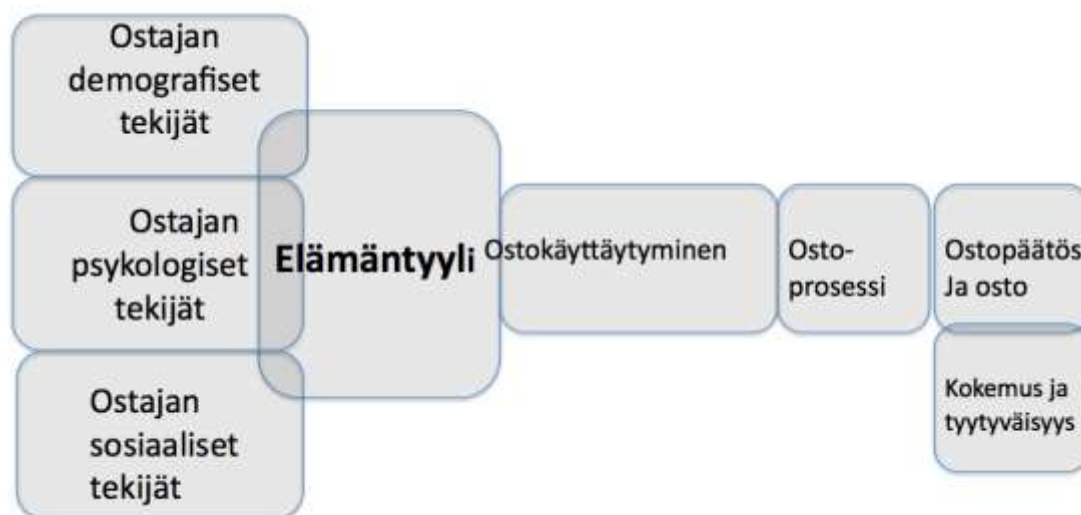 Ostajan
demografiset
tekijät
Ostajan
psykologiset
tekijät
Ostajan
sosiaaliset
tekijät
Elämäntyyli
Ostokäyttäytyminen
Osto-
prosessi
Ostopäätös
Ja osto
Kokemus ja
tyytyväisyys